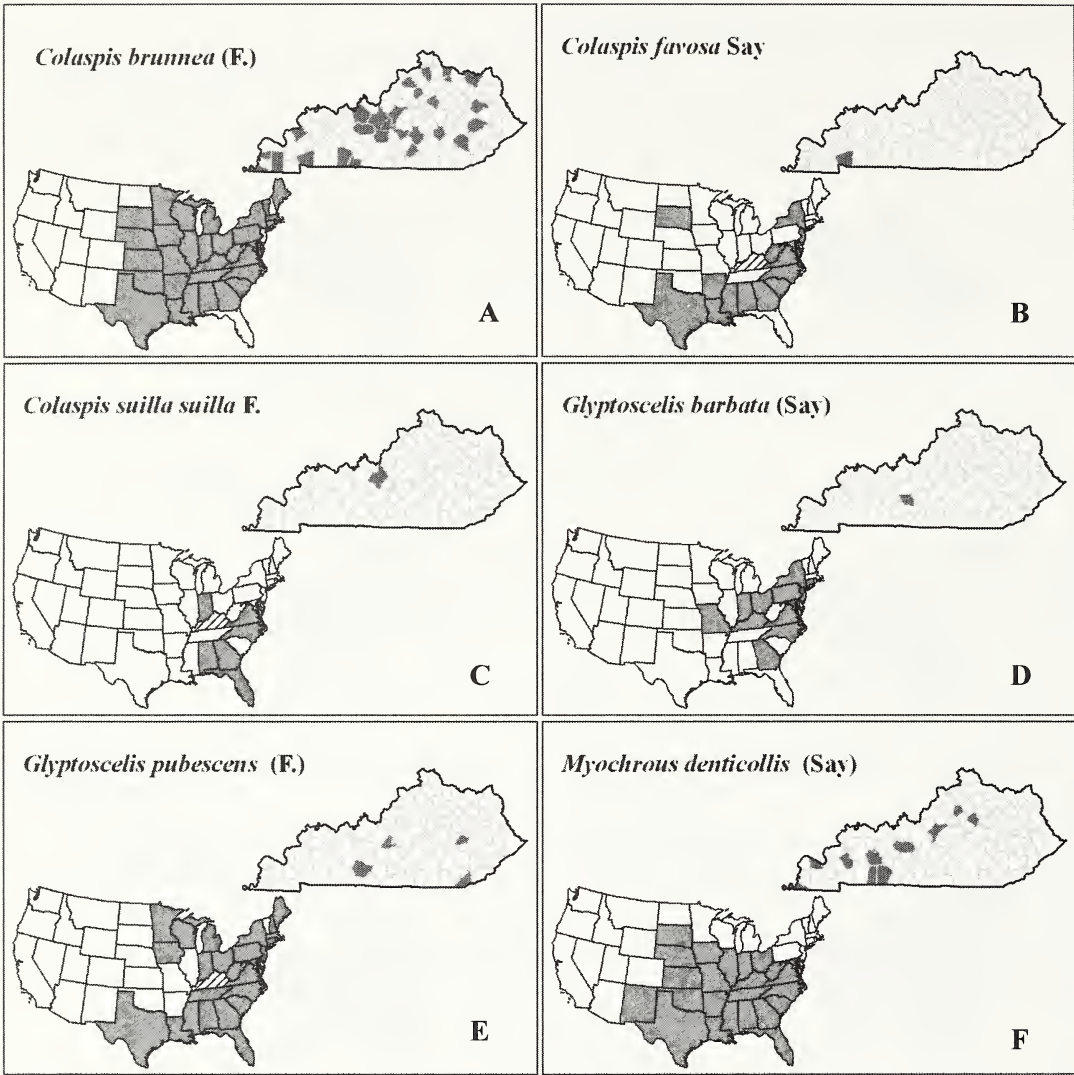 Colaspis brunnea (F.)
A
Colaspis favosa Say
B
Colaspis suilla suilla F.
C
Glyptoscelis barbata (Say)
D
Glyptoscelis pubescens (F.)
E
Myochrous denticollis (Say)
F